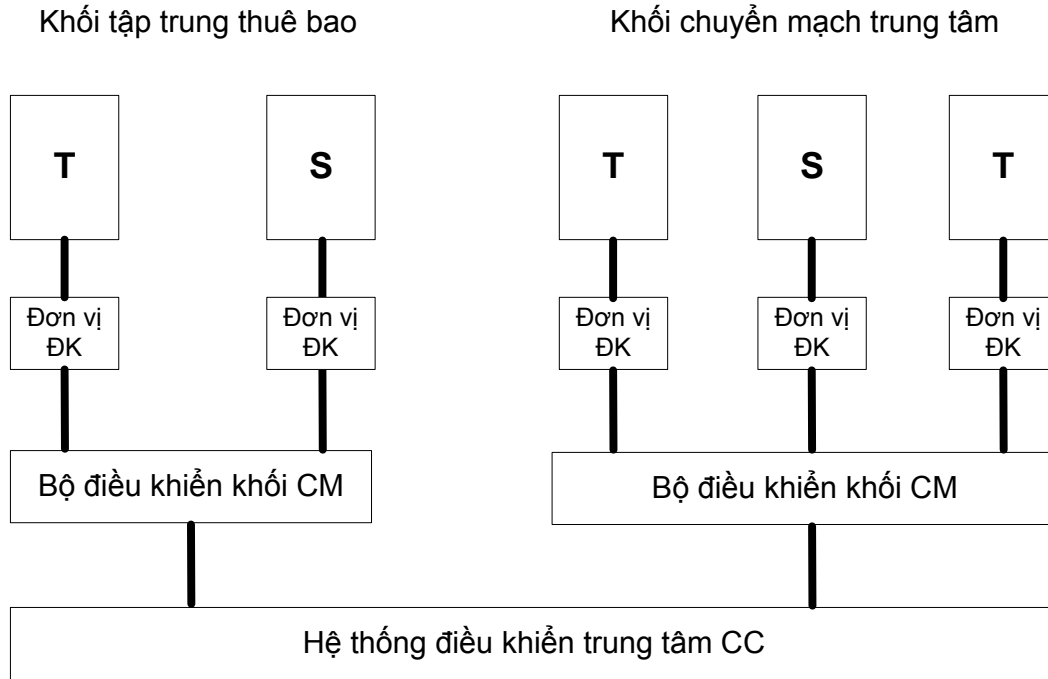 Khối tập trung thuê bao
Khối chuyển mạch trung tâm
T
S
T
S
T
Đơn vị
ĐK
Đơn vị
ĐK
Đơn vị
ĐK
Đơn vị
ĐK
Đơn vị
ĐK
Bộ điều khiển khối CM
Bộ điều khiển khối CM
Hệ thống điều khiển trung tâm CC